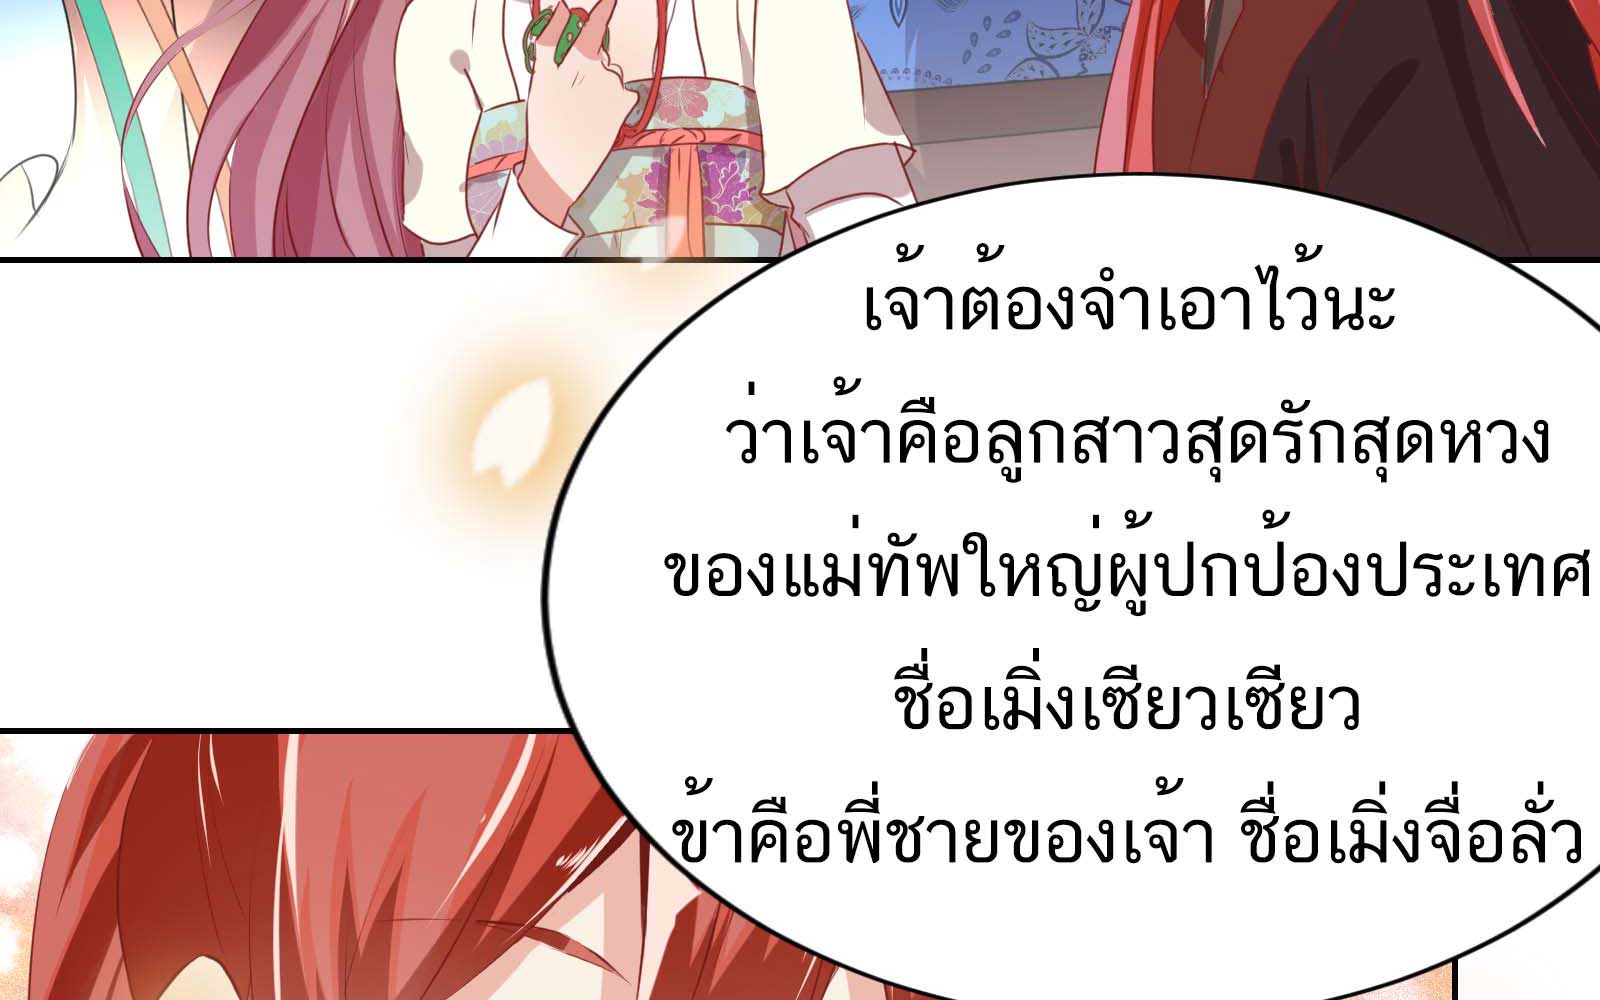 เจ้าต้องจำเอาไว้นะ
ว่าเจ้าคือลูกสาวสุดรักสุดหวง
ของแม่ทัพใหญ่ผู้ปกป้องประเทศ
ชื่อเมิ่งเซียวเซียว
ข้าคือพี่ชายของเจ้า ชื่อเมิ่งจื่อลั่ว